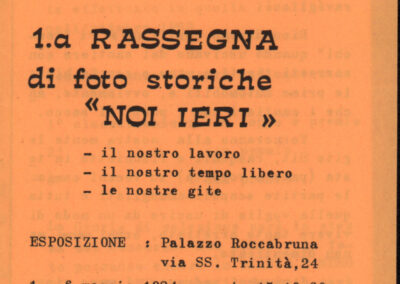 1.a RASSEGNA
di foto storiche
“NOI IERI”
- il nostro lavoro
- il nostro tempo libero
- le nostre gite
ESPOSIZIONE : Palazzo Roccabruna
via SS. Trinità,24